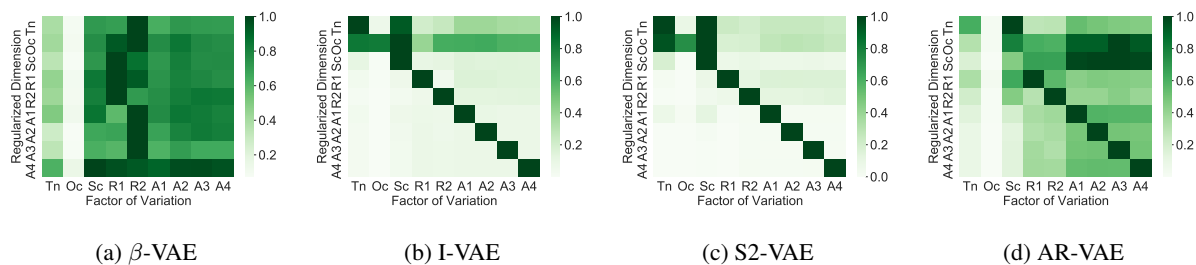 Regularized Dimension
A4 A3 A2 A1 R2 R1 Sc Oc Tn
Tn Oc Sc R1 R2 A1 A2 A3 A4
Factor of Variation
1.0
0.8
0.6
0.4
0.2
(a) β-VAE
Regularized Dimension
A4 A3 A2 A1 R2 R1 Sc Oc Tn
Tn Oc Sc R1 R2 A1 A2 A3 A4
Factor of Variation
1.0
0.8
0.6
0.4
0.2
(b) I-VAE
Regularized Dimension
A4 A3 A2 A1 R2 R1 Sc Oc Tn
Tn Oc Sc R1 R2 A1 A2 A3 A4
Factor of Variation
1.0
0.8
0.6
0.4
0.2
0.0
(c) S2-VAE
Regularized Dimension
A4 A3 A2 A1 R2 R1 Sc Oc Tn
Tn Oc Sc R1 R2 A1 A2 A3 A4
Factor of Variation
1.0
0.8
0.6
0.4
0.2
(d) AR-VAE